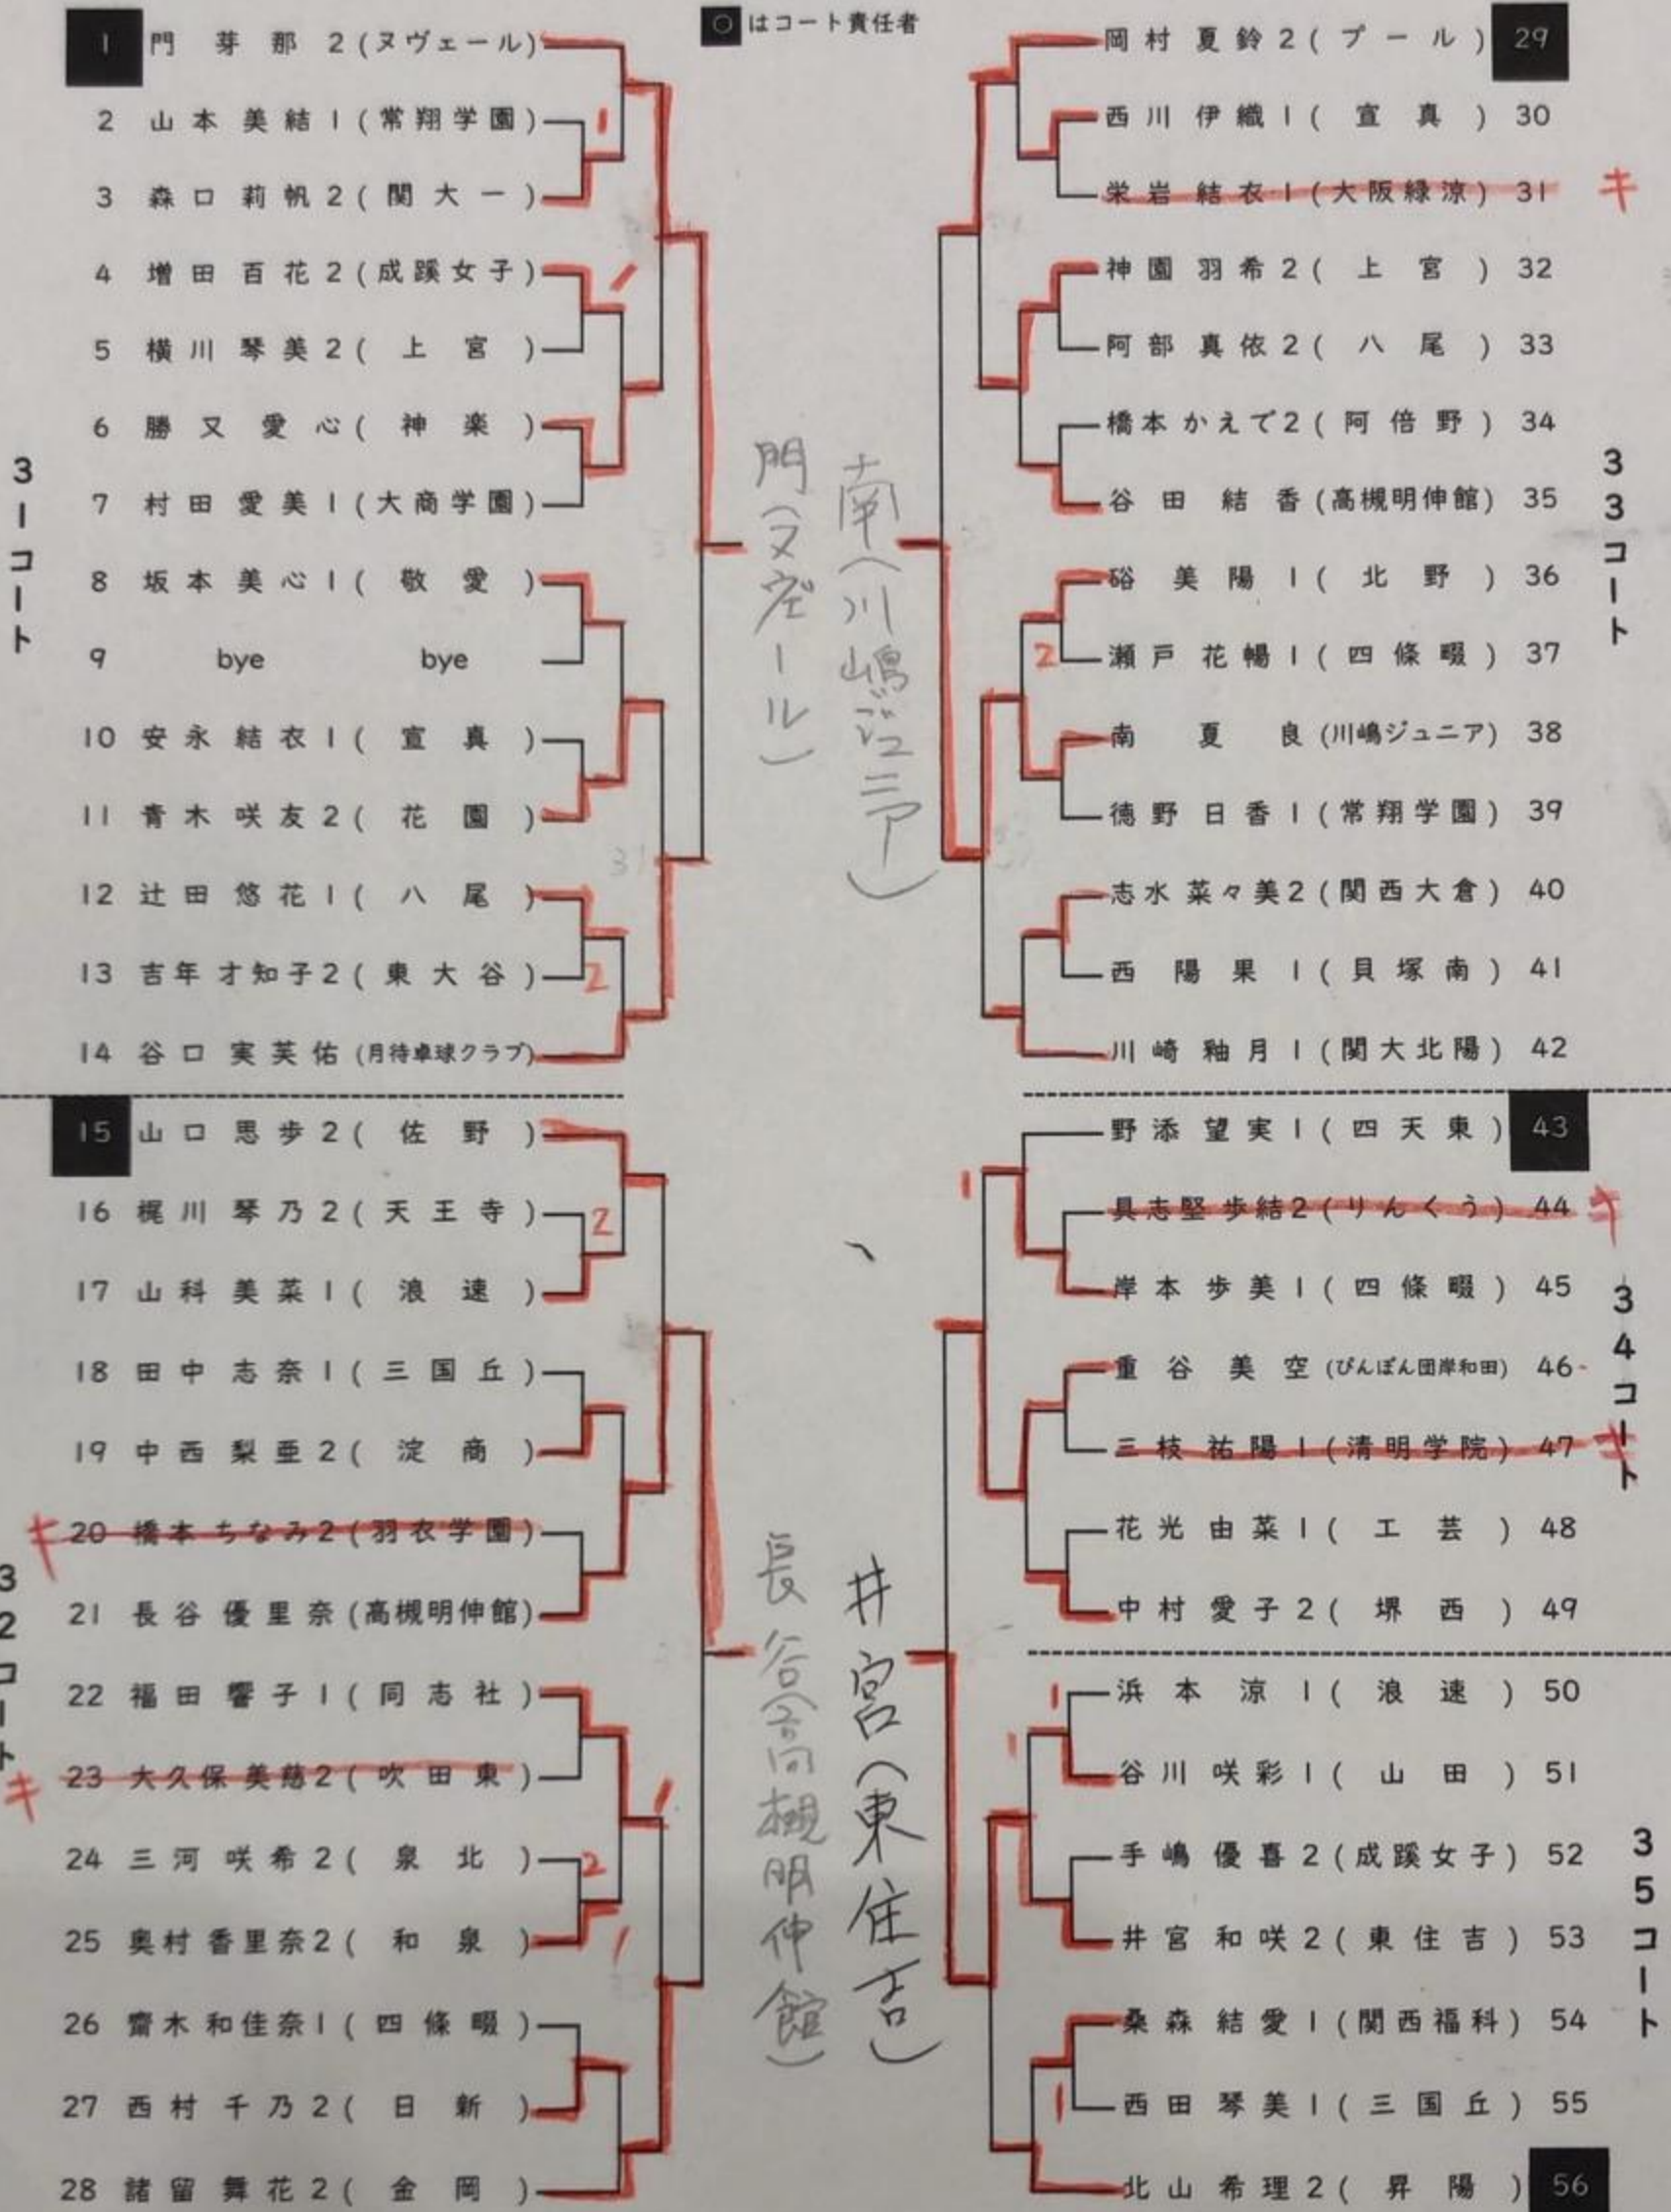 ○はコート責任者
31コート
1 門芽那2(ヌヴェール)
2 山本美結1(常翔学園)
3 森口莉帆2(関大一)
4 増田百花2(成蹊女子)
5 横川琴美2(上宮)
6 勝又愛心(神楽)
7 村田愛美1(大商学園)
8 坂本美心1(敬愛)
9 bye bye
10 安永結衣1(宣真)
11 青木咲友2(花園)
12 辻田悠花1(八尾)
13 吉年才知子2(東大谷)
14 谷口実芙佑(月待卓球クラブ)
32コート
15 山口思歩2(佐野)
16 梶川琴乃2(天王寺)
17 山科美菜1(浪速)
18 田中志奈1(三国丘)
19 中西梨亜2(淀商)
キ 20 橋本ちなみ2(羽衣学園)
21 長谷優里奈(高槻明伸館)
22 福田響子1(同志社)
キ 23 大久保美慈2(吹田東)
24 三河咲希2(泉北)
25 奥村香里奈2(和泉)
26 齋木和佳奈1(四條畷)
27 西村千乃2(日新)
28 諸留舞花2(金岡)
門(ヌヴェール)
南(川嶋ジュニア)
長谷(高槻明伸館)
井宮(東住吉)
33コート
岡村夏鈴2(プール) 29
西川伊織1(宣真) 30
栄岩結衣1(大阪緑涼) 31 キ
神園羽希2(上宮) 32
阿部真依2(八尾) 33
橋本かえで2(阿倍野) 34
谷田結香(高槻明伸館) 35
硲美陽1(北野) 36
瀬戸花暢1(四條畷) 37
南夏良(川嶋ジュニア) 38
徳野日香1(常翔学園) 39
志水菜々美2(関西大倉) 40
西陽果1(貝塚南) 41
川崎釉月1(関大北陽) 42
34コート
野添望実1(四天東) 43
具志堅歩結2(りんくう) 44 キ
岸本歩美1(四條畷) 45
重谷美空(ぴんぽん団岸和田) 46
三枝祐陽1(清明学院) 47 キ
花光由菜1(工芸) 48
中村愛子2(堺西) 49
35コート
浜本涼1(浪速) 50
谷川咲彩1(山田) 51
手嶋優喜2(成蹊女子) 52
井宮和咲2(東住吉) 53
桑森結愛1(関西福科) 54
西田琴美1(三国丘) 55
北山希理2(昇陽) 56
1
2
2
2
2
1